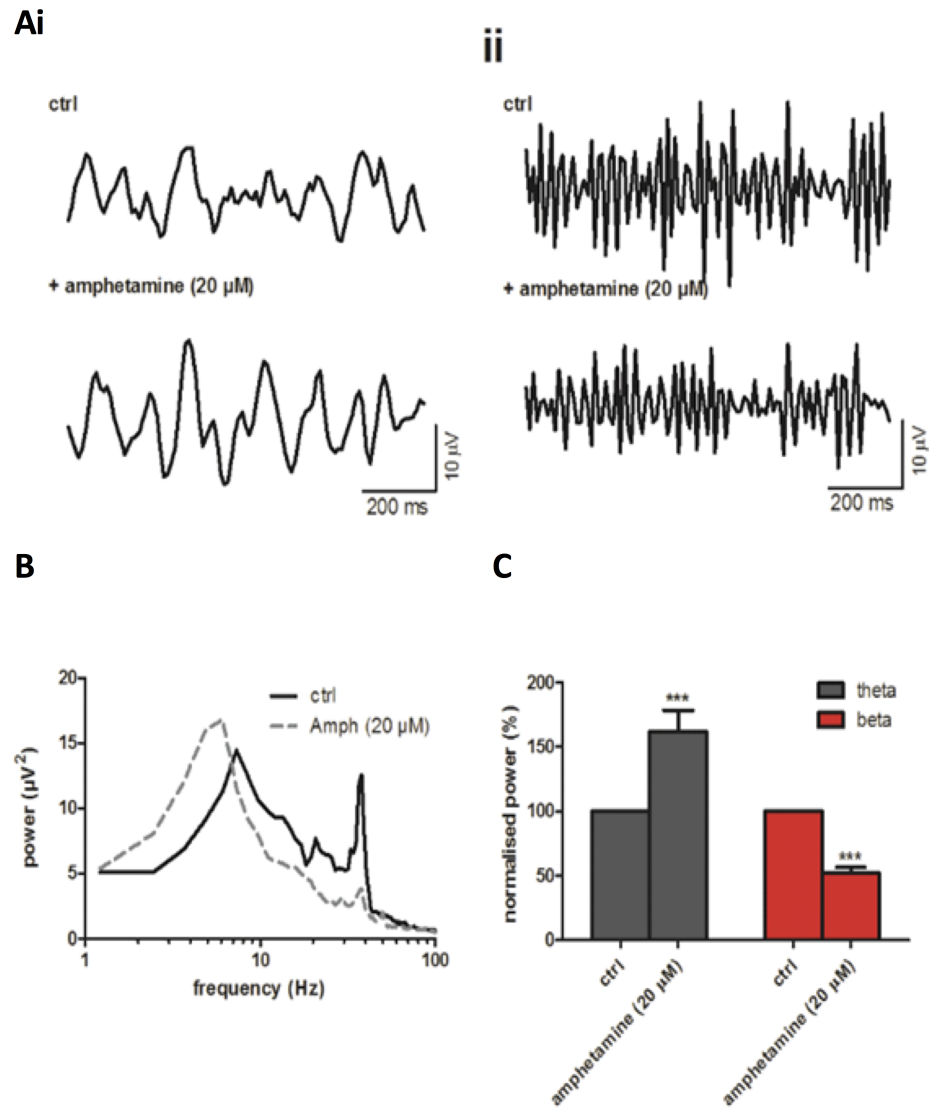 Ai
ii
ctrl
ctrl
+ amphetamine (20 µM)
+ amphetamine (20 µM)
10 µV
200 ms
10 µV
200 ms
B
C
20
15
10
5
0
power (µV²)
ctrl
Amph (20 µM)
1
10
100
frequency (Hz)
200
150
100
50
0
normalised power (%)
***
***
theta
beta
ctrl
amphetamine (20 µM)
ctrl
amphetamine (20 µM)